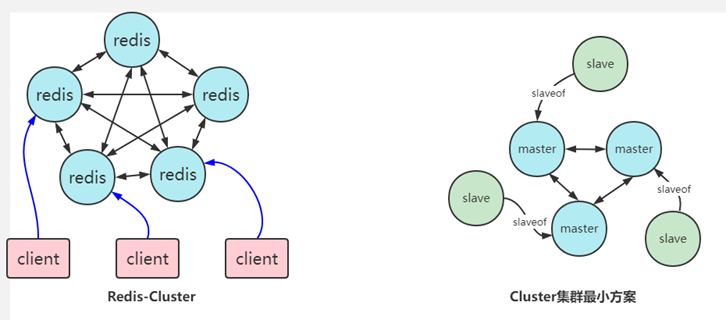 redis
redis
redis
redis
redis
client
client
client
Redis-Cluster
slave
slaveof
master
master
slave
slaveof
master
slaveof
slave
Cluster集群最小方案